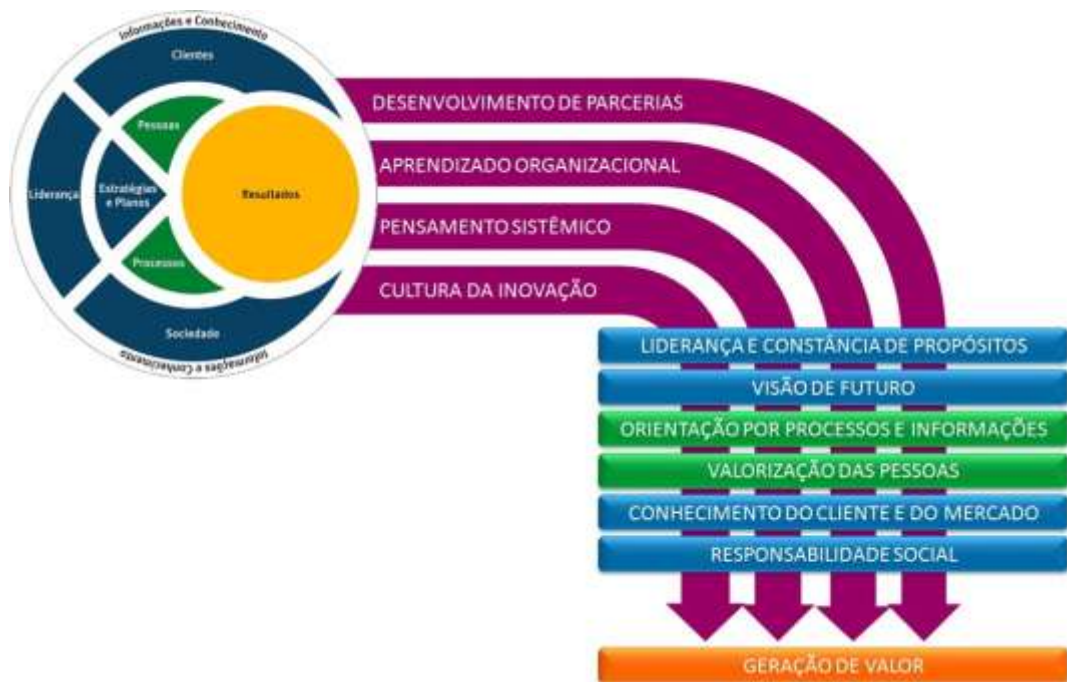 Informações e Conhecimento
Clientes
Pessoas
Liderança
Estratégias
e Planos
Resultados
Processos
Sociedade
Informações e Conhecimento
DESENVOLVIMENTO DE PARCERIAS
APRENDIZADO ORGANIZACIONAL
PENSAMENTO SISTÊMICO
CULTURA DA INOVAÇÃO
LIDERANÇA E CONSTÂNCIA DE PROPÓSITOS
VISÃO DE FUTURO
ORIENTAÇÃO POR PROCESSOS E INFORMAÇÕES
VALORIZAÇÃO DAS PESSOAS
CONHECIMENTO DO CLIENTE E DO MERCADO
RESPONSABILIDADE SOCIAL
GERAÇÃO DE VALOR